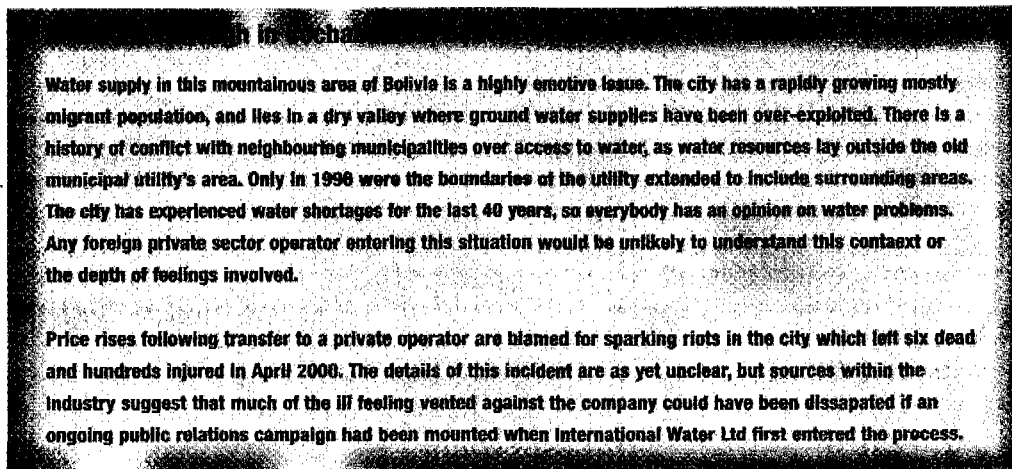 in
Water supply in this mountainous area of Bolivia is a highly emotive issue. The city has a rapidly growing mostly
migrant population, and lies in a dry valley where ground water supplies have been over-exploited. There is a
history of conflict with neighbouring municipalities over access to water, as water resources lay outside the old
municipal utility's area. Only in 1998 were the boundaries of the utility extended to include surrounding areas.
The city has experienced water shortages for the last 40 years, so everybody has an opinion on water problems.
Any foreign private sector operator entering this situation would be unlikely to understand this contaext or
the depth of feelings involved.
Price rises following transfer to a private operator are blamed for sparking riots in the city which left six dead
and hundreds injured in April 2000. The details of this incident are as yet unclear, but sources within the
industry suggest that much of the ill feeling vented against the company could have been dissapated if an
ongoing public relations campaign had been mounted when International Water Ltd first entered the process.